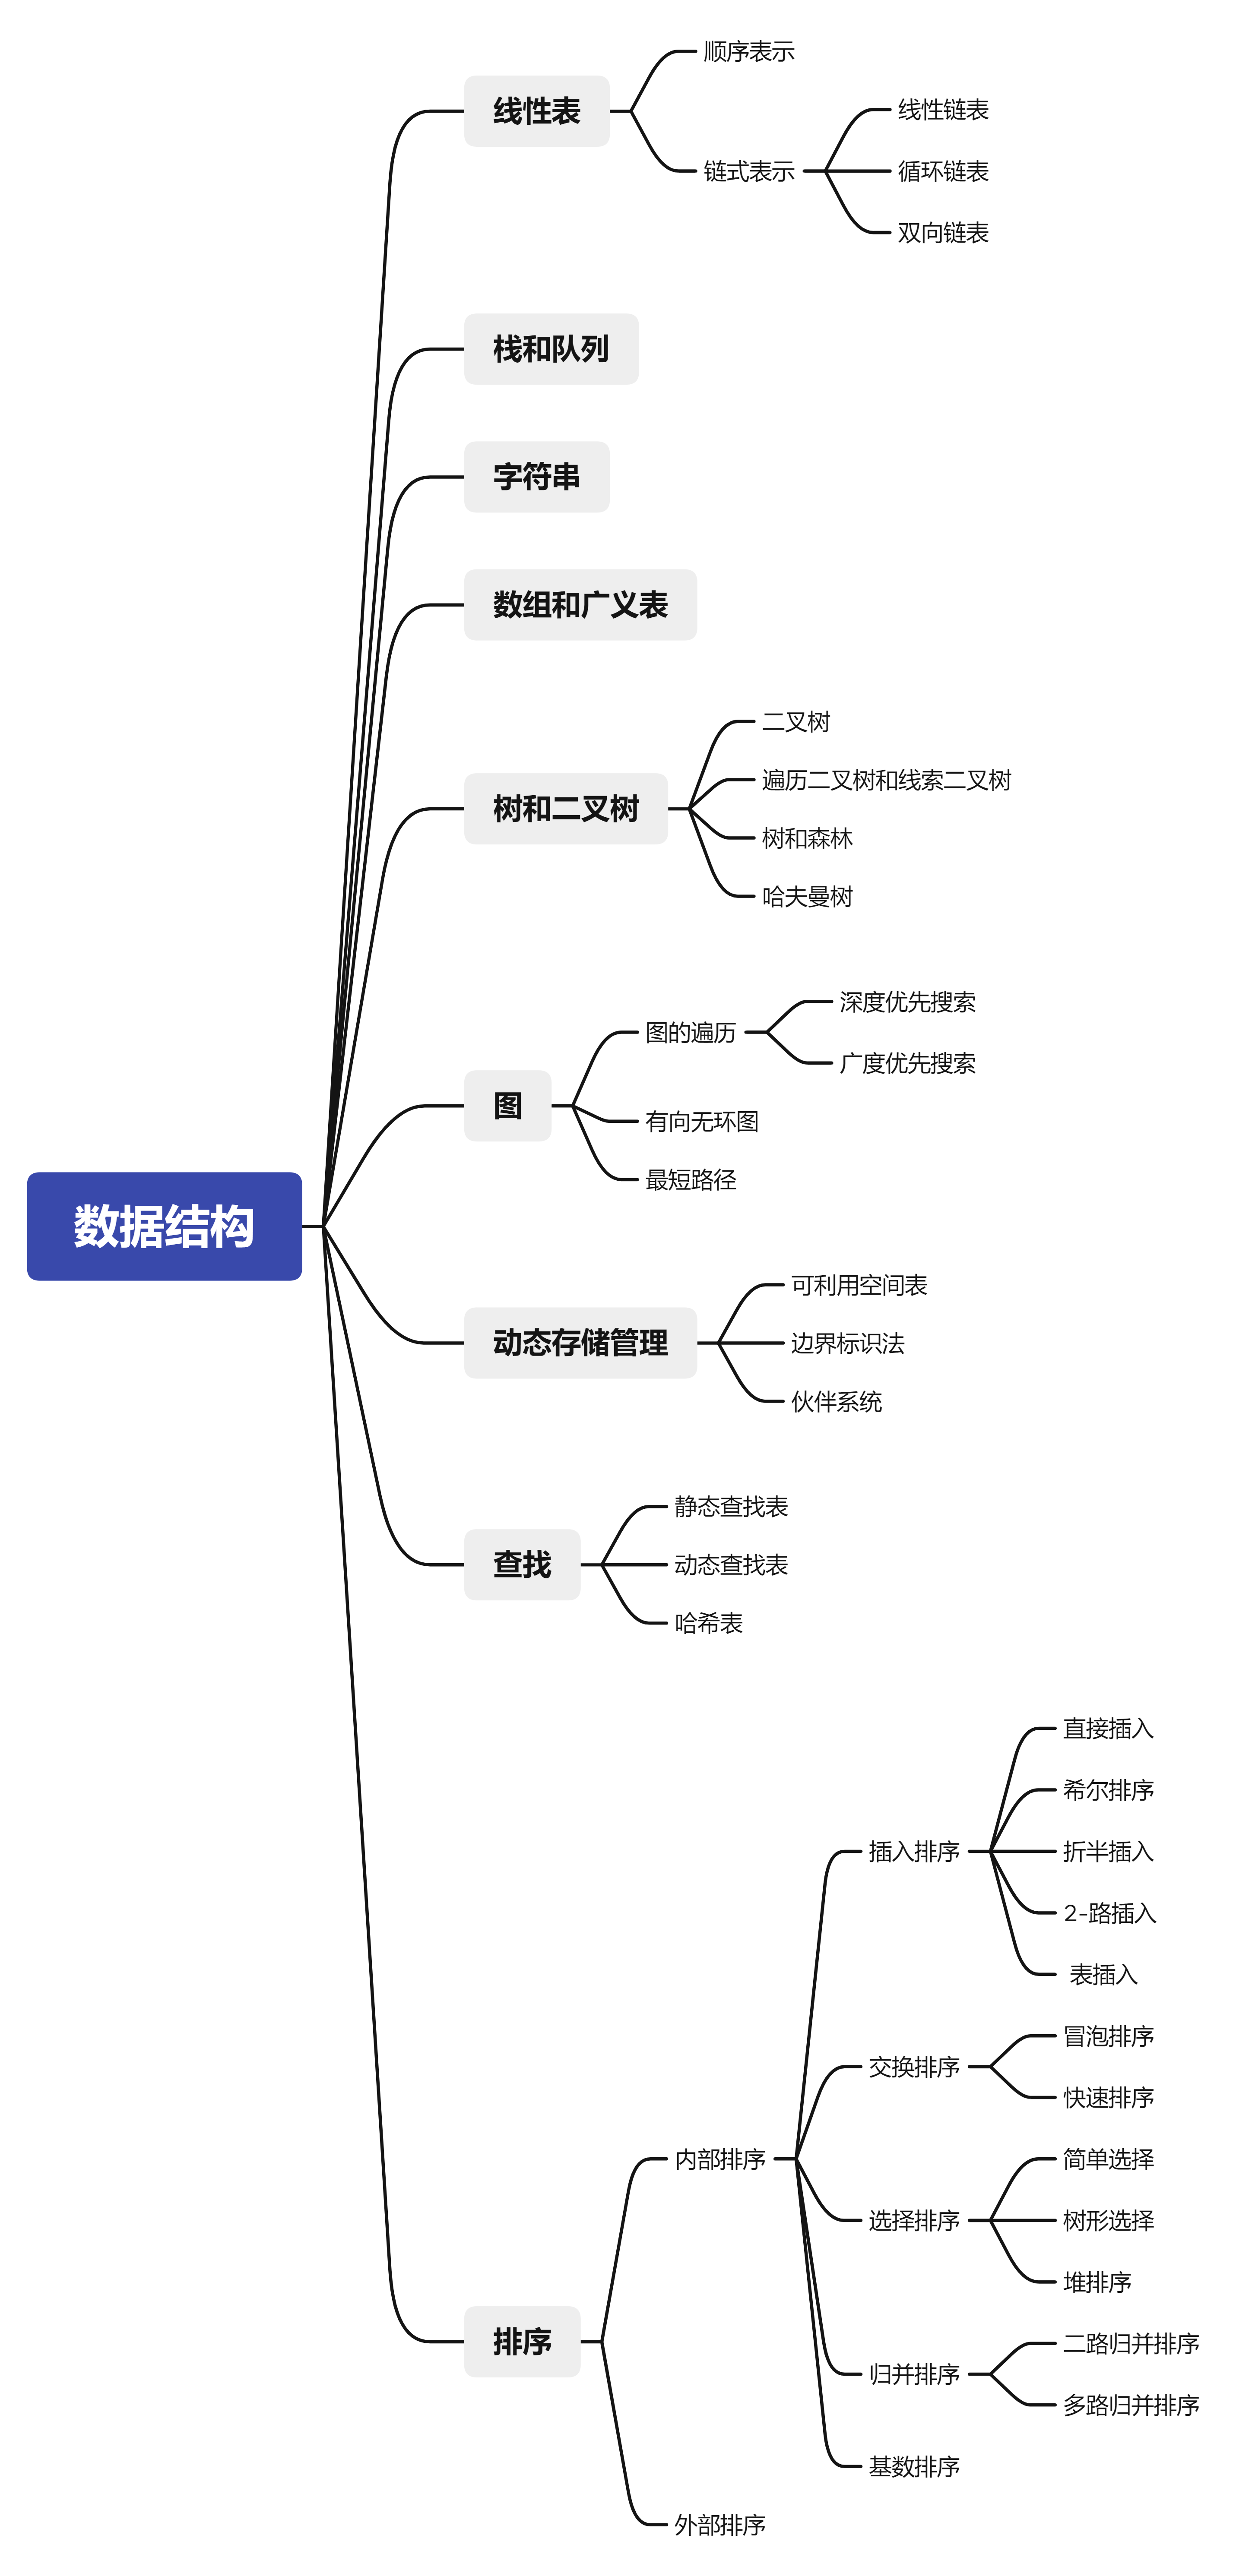 数据结构
线性表
顺序表示
链式表示
线性链表
循环链表
双向链表
栈和队列
字符串
数组和广义表
树和二叉树
二叉树
遍历二叉树和线索二叉树
树和森林
哈夫曼树
图
图的遍历
深度优先搜索
广度优先搜索
有向无环图
最短路径
动态存储管理
可利用空间表
边界标识法
伙伴系统
查找
静态查找表
动态查找表
哈希表
排序
内部排序
插入排序
直接插入
希尔排序
折半插入
2-路插入
表插入
交换排序
冒泡排序
快速排序
选择排序
简单选择
树形选择
堆排序
归并排序
二路归并排序
多路归并排序
基数排序
外部排序